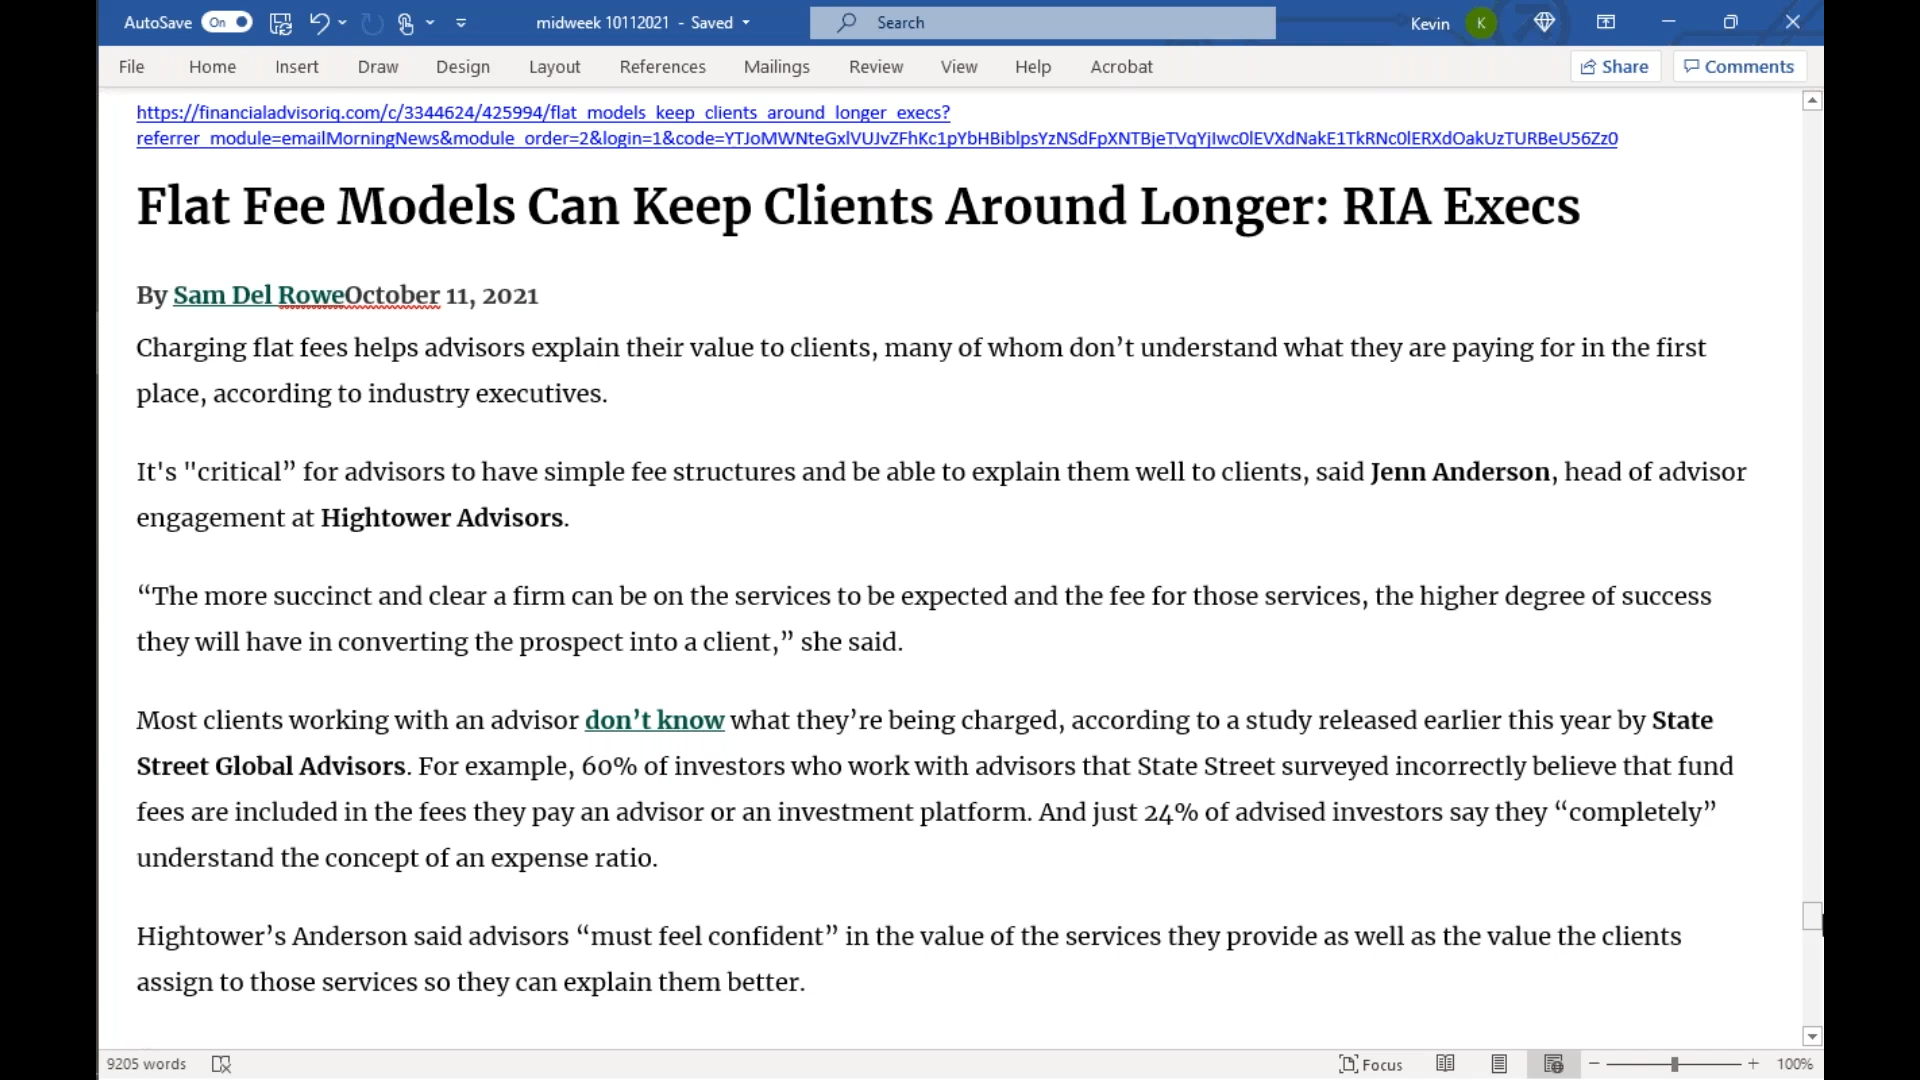 AutoSave On midweek 10112021 - Saved Search Kevin K
File Home Insert Draw Design Layout References Mailings Review View Help Acrobat Share Comments
https://financialadvisoriq.com/c/3344624/425994/flat_models_keep_clients_around_longer_execs?
referrer_module=emailMorningNews&module_order=2&login=1&code=YTJoMWNteGxlVUJvZFhKc1pYbHBiblpsYzNSdFpXNTBjeTVqYjIwc0lEVXdNakE1TkRNc0lERXdOakUzTURBeU56Zz0
Flat Fee Models Can Keep Clients Around Longer: RIA Execs
By Sam Del RoweOctober 11, 2021
Charging flat fees helps advisors explain their value to clients, many of whom don’t understand what they are paying for in the first
place, according to industry executives.
It's "critical” for advisors to have simple fee structures and be able to explain them well to clients, said Jenn Anderson, head of advisor
engagement at Hightower Advisors.
“The more succinct and clear a firm can be on the services to be expected and the fee for those services, the higher degree of success
they will have in converting the prospect into a client,” she said.
Most clients working with an advisor don’t know what they’re being charged, according to a study released earlier this year by State
Street Global Advisors. For example, 60% of investors who work with advisors that State Street surveyed incorrectly believe that fund
fees are included in the fees they pay an advisor or an investment platform. And just 24% of advised investors say they “completely”
understand the concept of an expense ratio.
Hightower’s Anderson said advisors “must feel confident” in the value of the services they provide as well as the value the clients
assign to those services so they can explain them better.
9205 words Focus 100%